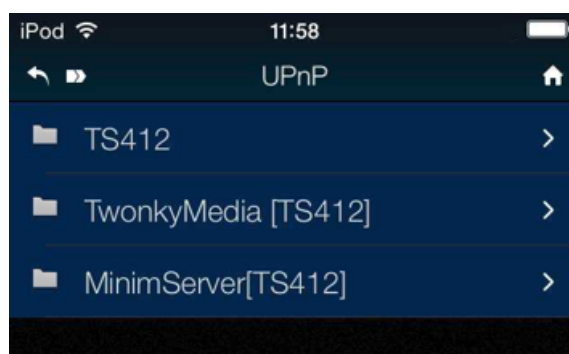 iPod 11:58
UPnP
TS412
TwonkyMedia [TS412]
MinimServer[TS412]